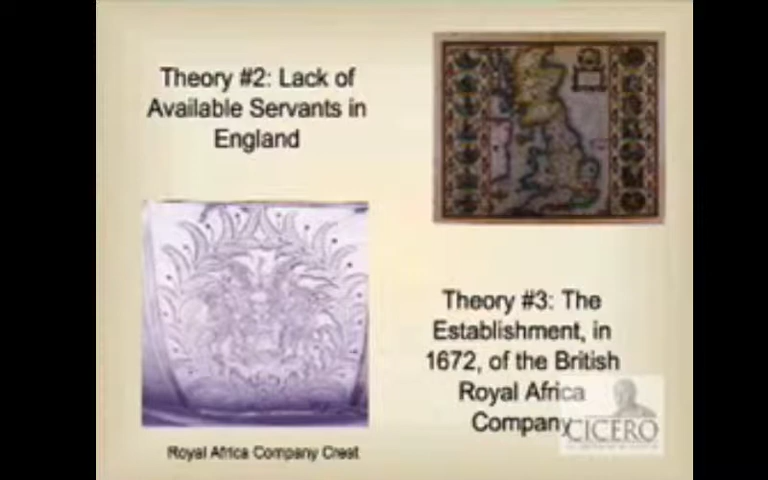 Theory #2: Lack of
Available Servants in
England
Theory #3: The
Establishment, in
1672, of the British
Royal Africa
Company
CICERO
Royal Africa Company Crest